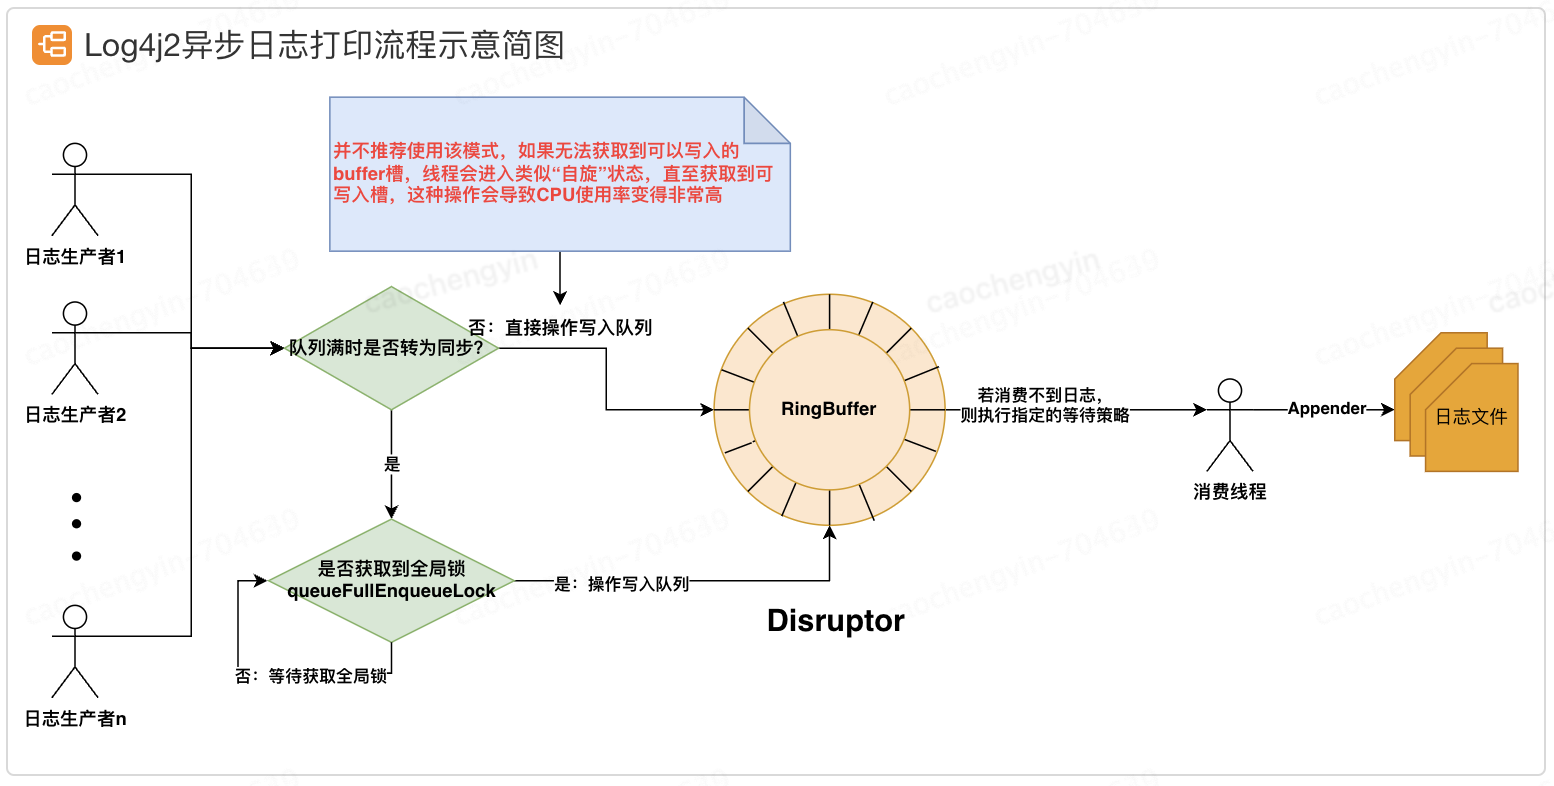 Log4j2异步日志打印流程示意简图
并不推荐使用该模式，如果无法获取到可以写入的
buffer槽，线程会进入类似“自旋”状态，直至获取到可
写入槽，这种操作会导致CPU使用率变得非常高
日志生产者1
日志生产者2
日志生产者n
队列满时是否转为同步?
否：直接操作写入队列
是
是否获取到全局锁
queueFullEnqueueLock
否：等待获取全局锁
是：操作写入队列
RingBuffer
Disruptor
若消费不到日志，
则执行指定的等待策略
消费线程
Appender
日志文件
caochengyin
caochengyin
caochengyin-704639